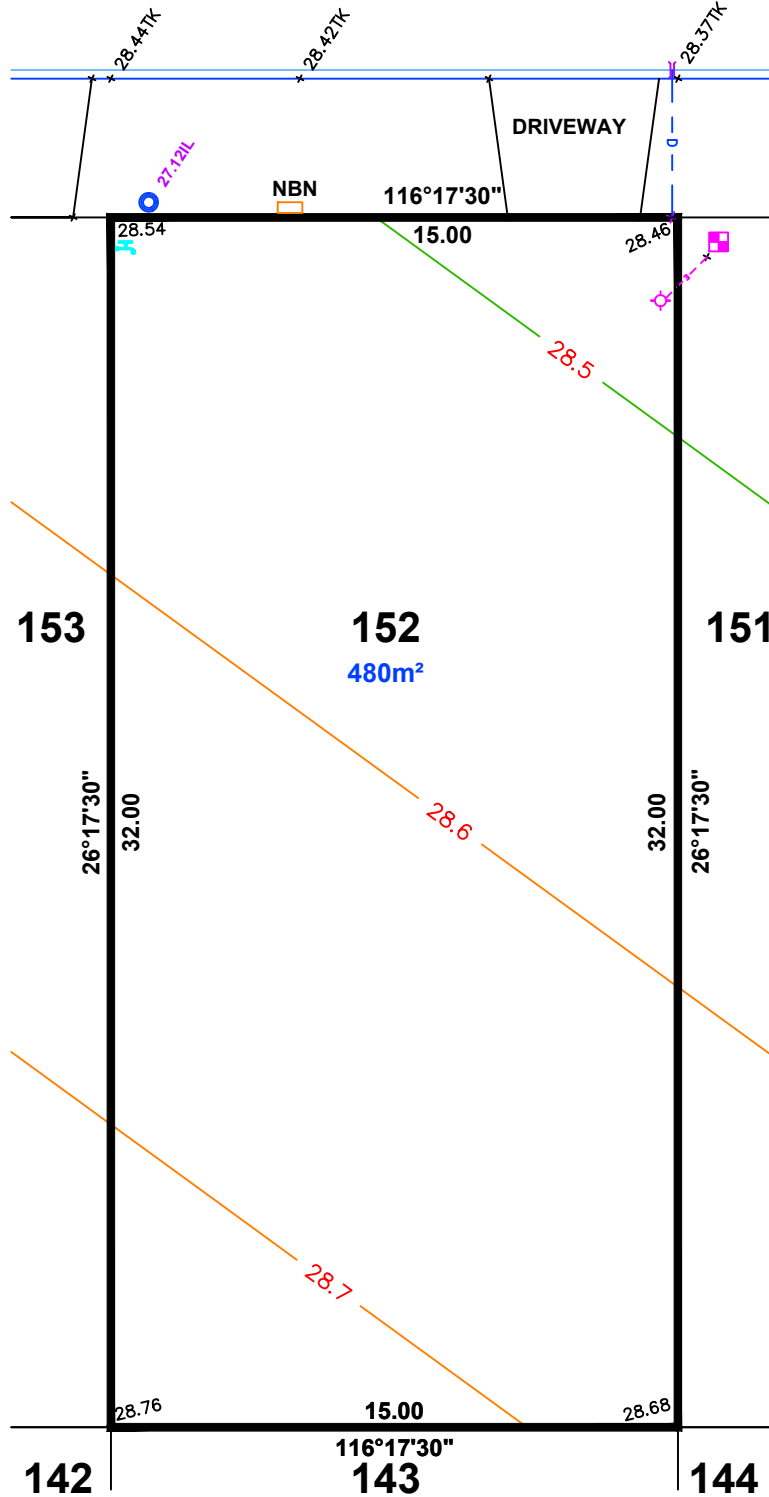 28.44TK
28.42TK
28.37TK
DRIVEWAY
D
27.12IL
NBN
116°17'30"
28.54
15.00
28.46
28.5
153
152
151
480m²
26°17'30"
32.00
32.00
26°17'30"
28.6
28.7
28.76
15.00
28.68
116°17'30"
142
143
144